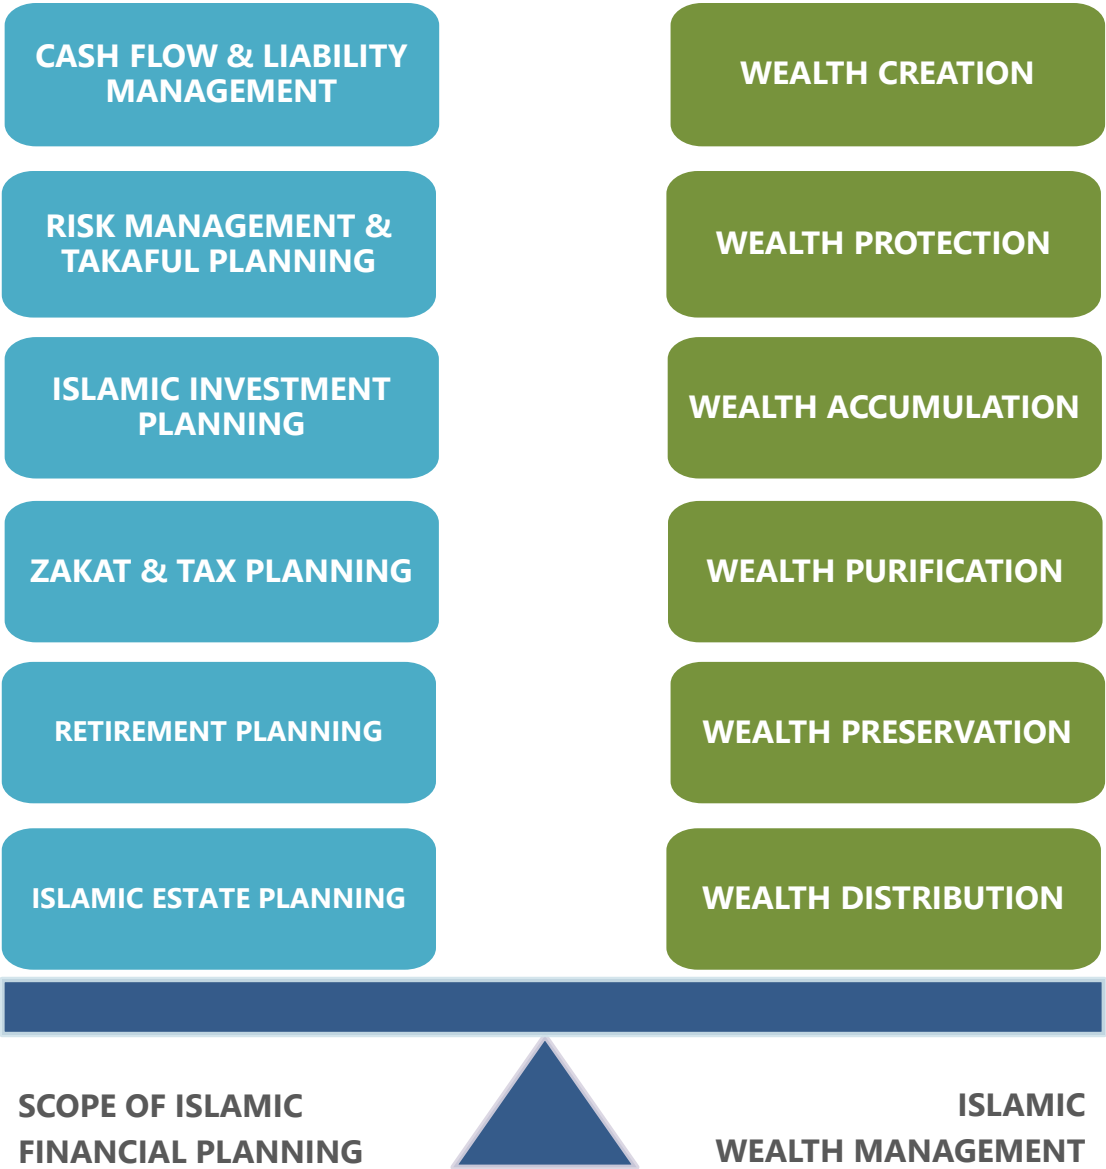 CASH FLOW & LIABILITY
MANAGEMENT
WEALTH CREATION
RISK MANAGEMENT &
TAKAFUL PLANNING
WEALTH PROTECTION
ISLAMIC INVESTMENT
PLANNING
WEALTH ACCUMULATION
ZAKAT & TAX PLANNING
WEALTH PURIFICATION
RETIREMENT PLANNING
WEALTH PRESERVATION
ISLAMIC ESTATE PLANNING
WEALTH DISTRIBUTION
SCOPE OF ISLAMIC
FINANCIAL PLANNING
ISLAMIC
WEALTH MANAGEMENT